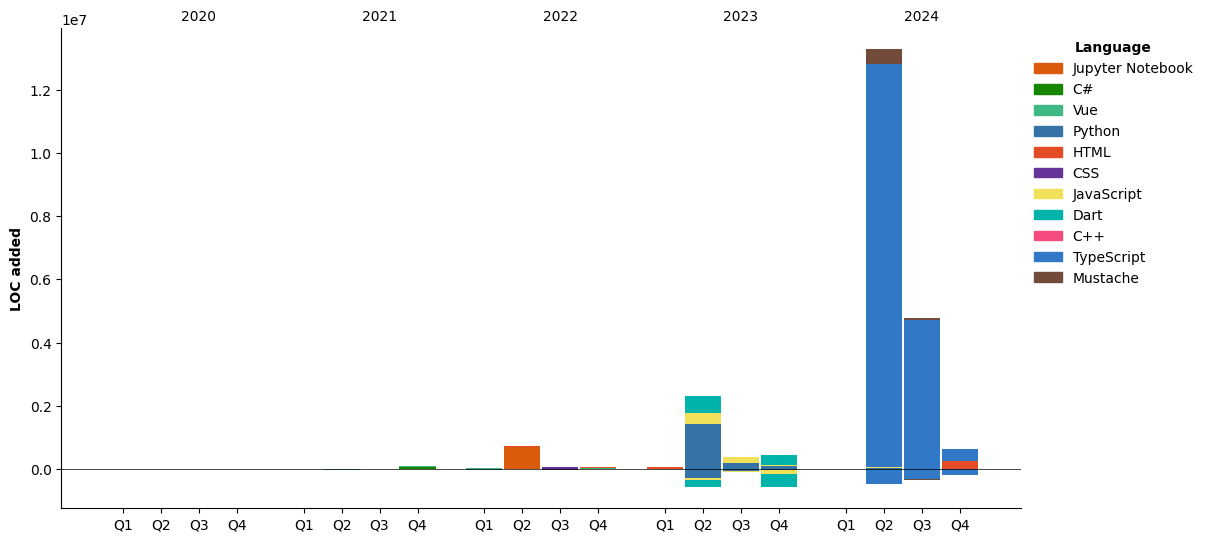 2020 2021 2022 2023 2024
1e7
LOC added
1.2
1.0
0.8
0.6
0.4
0.2
0.0
Q1 Q2 Q3 Q4 Q1 Q2 Q3 Q4 Q1 Q2 Q3 Q4 Q1 Q2 Q3 Q4 Q1 Q2 Q3 Q4
Language
Jupyter Notebook
C#
Vue
Python
HTML
CSS
JavaScript
Dart
C++
TypeScript
Mustache